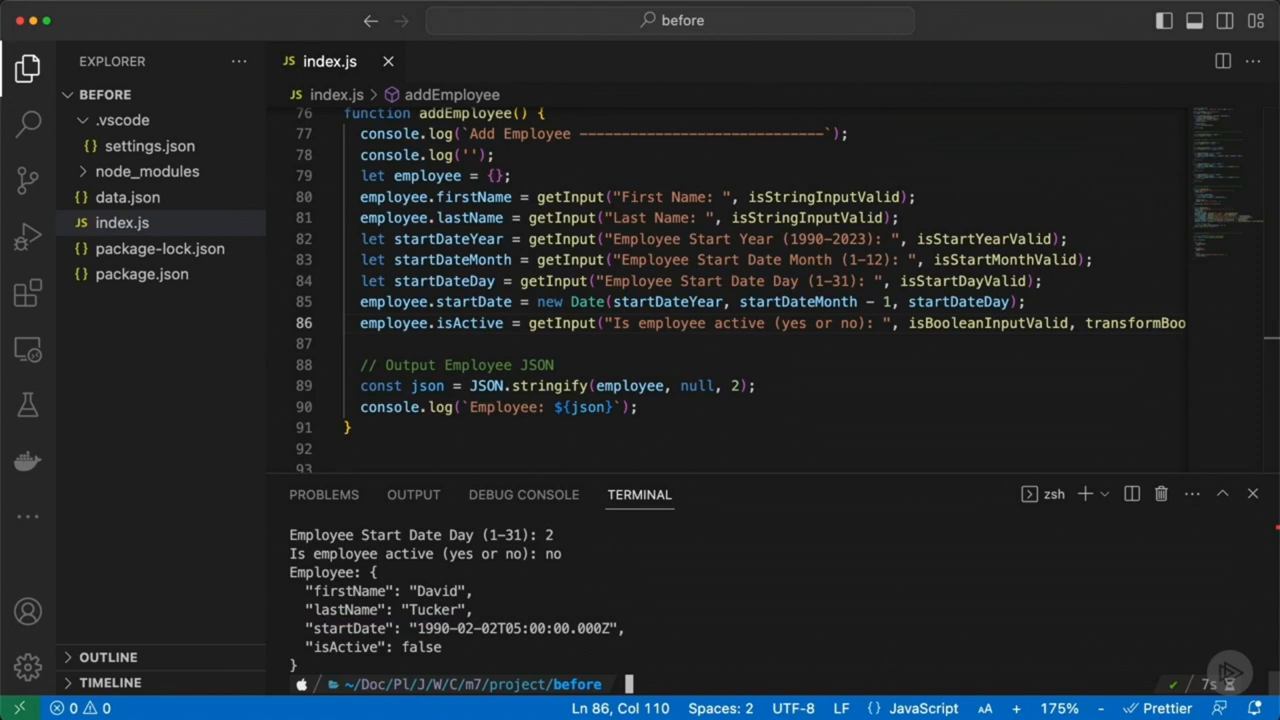 before
EXPLORER
BEFORE
.vscode
{} settings.json
node_modules
{} data.json
JS index.js
{} package-lock.json
{} package.json
OUTLINE
TIMELINE
JS index.js
JS index.js > addEmployee
76 function addEmployee() {
77 console.log(`Add Employee -----------------------------`);
78 console.log('');
79 let employee = {};
80 employee.firstName = getInput("First Name: ", isStringInputValid);
81 employee.lastName = getInput("Last Name: ", isStringInputValid);
82 let startDateYear = getInput("Employee Start Year (1990-2023): ", isStartYearValid);
83 let startDateMonth = getInput("Employee Start Date Month (1-12): ", isStartMonthValid);
84 let startDateDay = getInput("Employee Start Date Day (1-31): ", isStartDayValid);
85 employee.startDate = new Date(startDateYear, startDateMonth - 1, startDateDay);
86 employee.isActive = getInput("Is employee active (yes or no): ", isBooleanInputValid, transformBoo
87
88 // Output Employee JSON
89 const json = JSON.stringify(employee, null, 2);
90 console.log(`Employee: ${json}`);
91 }
92
93
PROBLEMS OUTPUT DEBUG CONSOLE TERMINAL zsh
Employee Start Date Day (1-31): 2
Is employee active (yes or no): no
Employee: {
"firstName": "David",
"lastName": "Tucker",
"startDate": "1990-02-02T05:00:00.000Z",
"isActive": false
}
~/Doc/Pl/J/W/C/m7/project/before
7s
0 0 Ln 86, Col 110 Spaces: 2 UTF-8 LF {} JavaScript AA + 175% - Prettier